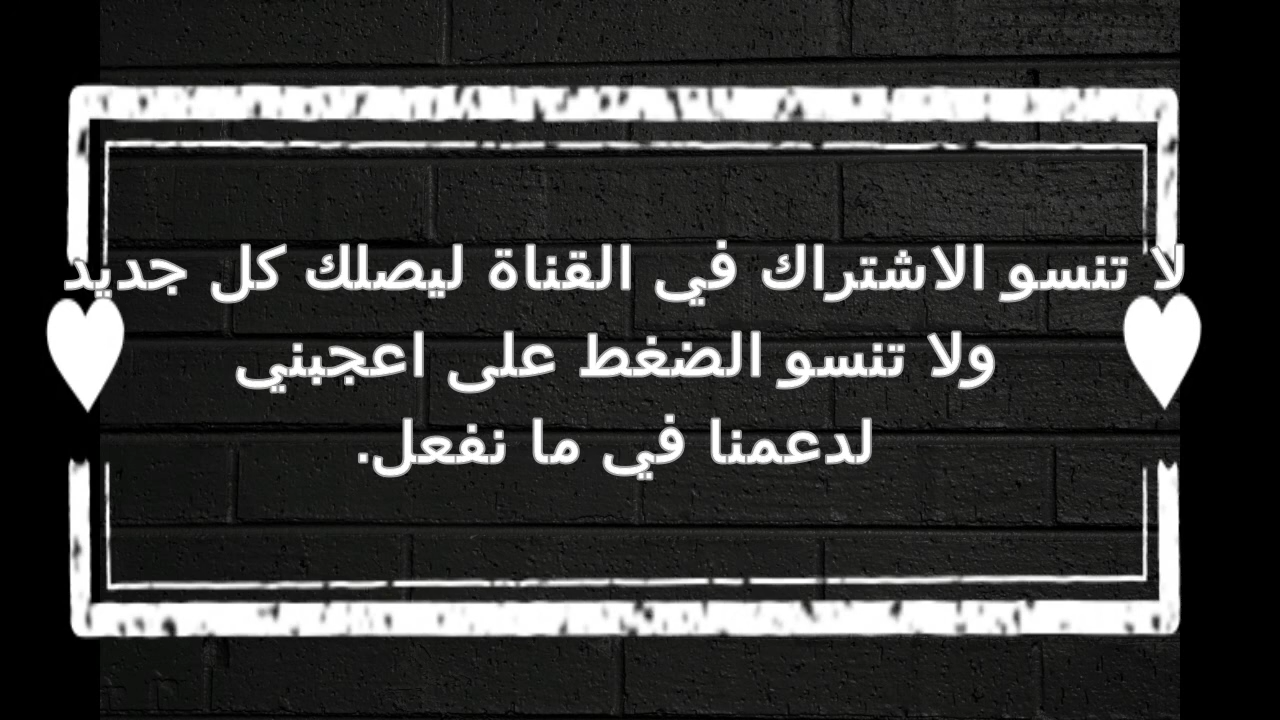 لا تنسو الاشتراك في القناة ليصلك كل جديد
ولا تنسو الضغط على اعجبني
لدعمنا في ما نفعل.